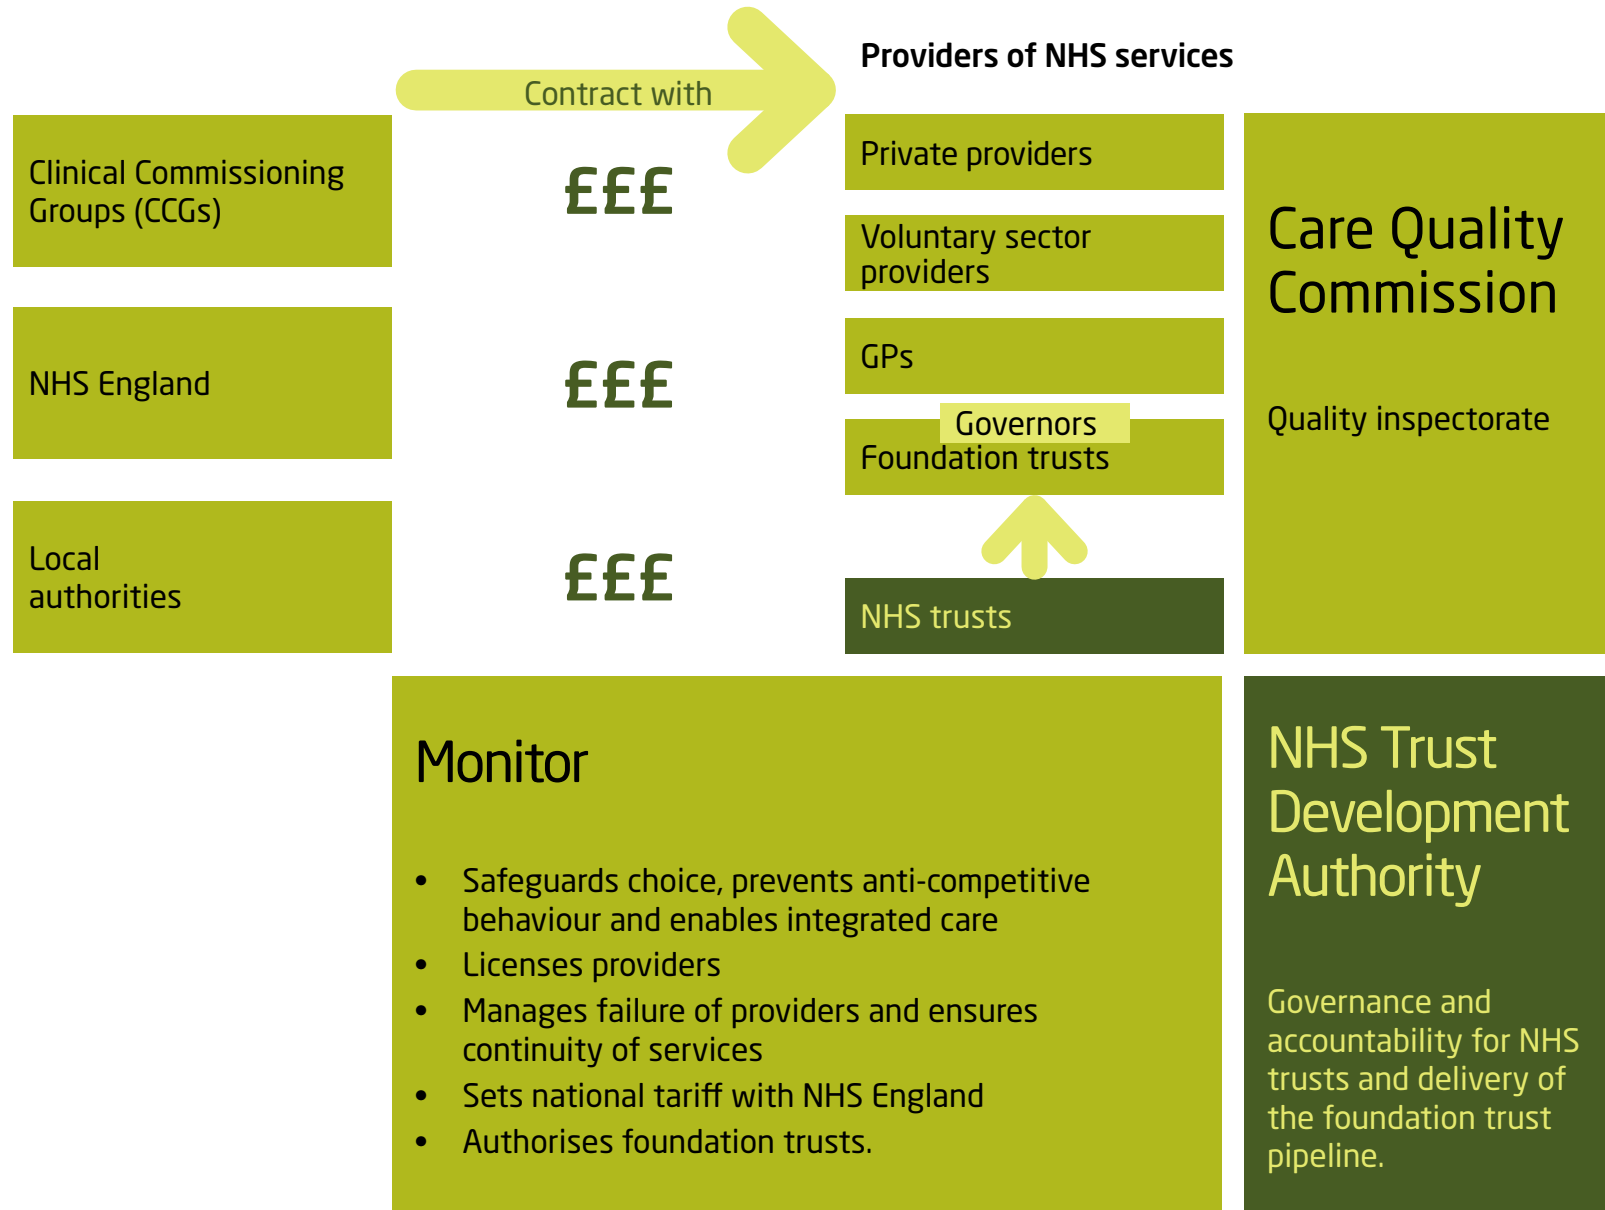 Contract with
Providers of NHS services
Clinical Commissioning
Groups (CCGs)
£££
NHS England
£££
Local
authorities
£££
Private providers
Voluntary sector
providers
GPs
Governors
Foundation trusts
NHS trusts
Care Quality
Commission
Quality inspectorate
Monitor
• Safeguards choice, prevents anti-competitive
behaviour and enables integrated care
• Licenses providers
• Manages failure of providers and ensures
continuity of services
• Sets national tariff with NHS England
• Authorises foundation trusts.
NHS Trust
Development
Authority
Governance and
accountability for NHS
trusts and delivery of
the foundation trust
pipeline.